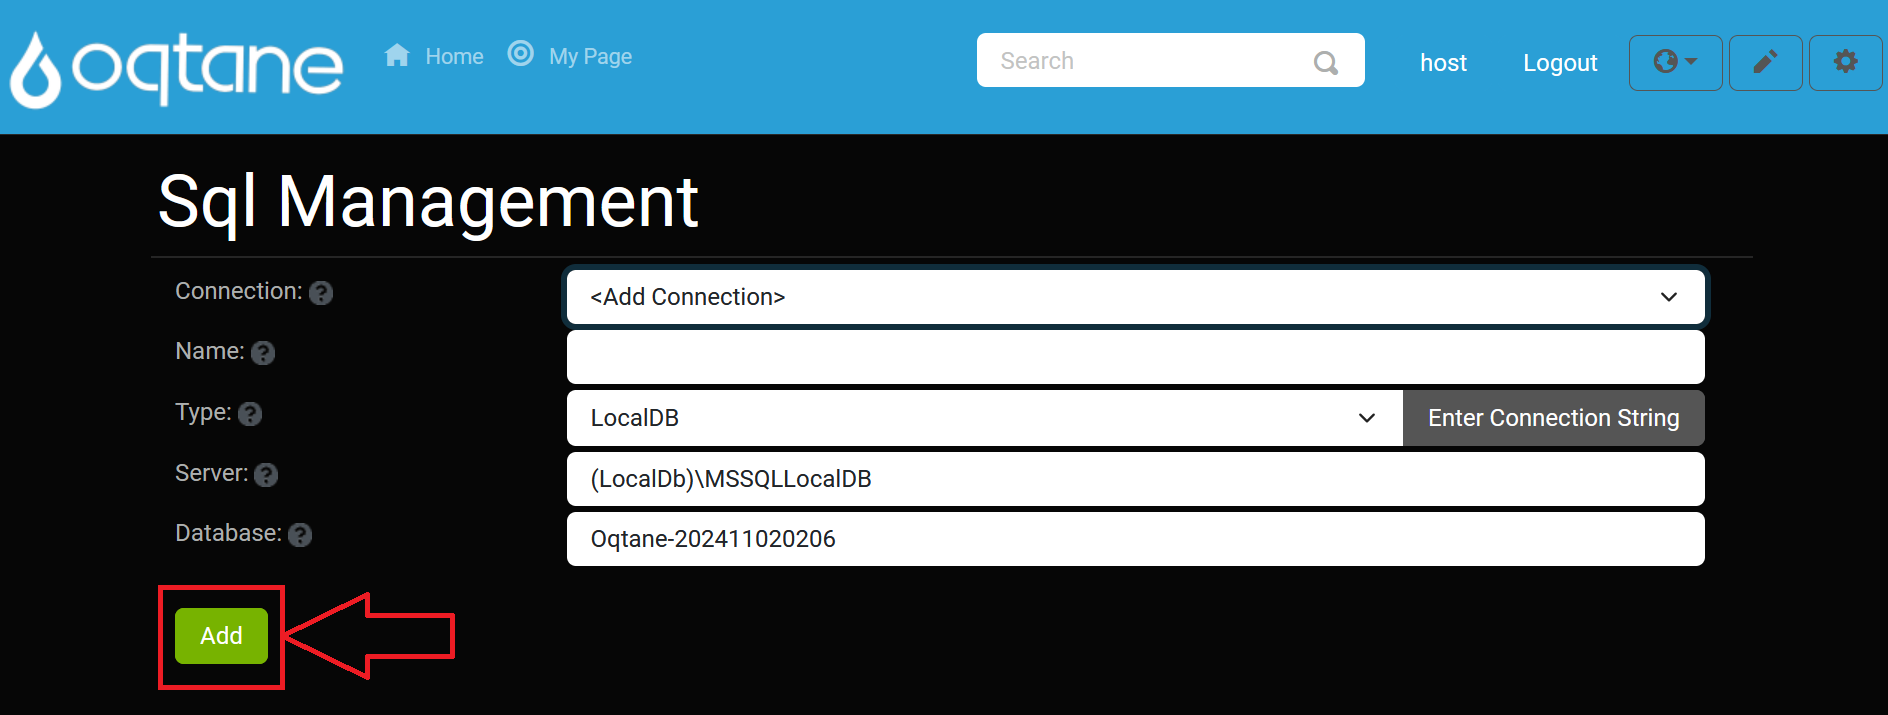 oqtane Home My Page Search host Logout
Sql Management
Connection: ? <Add Connection>
Name: ?
Type: ? LocalDB Enter Connection String
Server: ? (LocalDb)\MSSQLLocalDB
Database: ? Oqtane-202411020206
Add